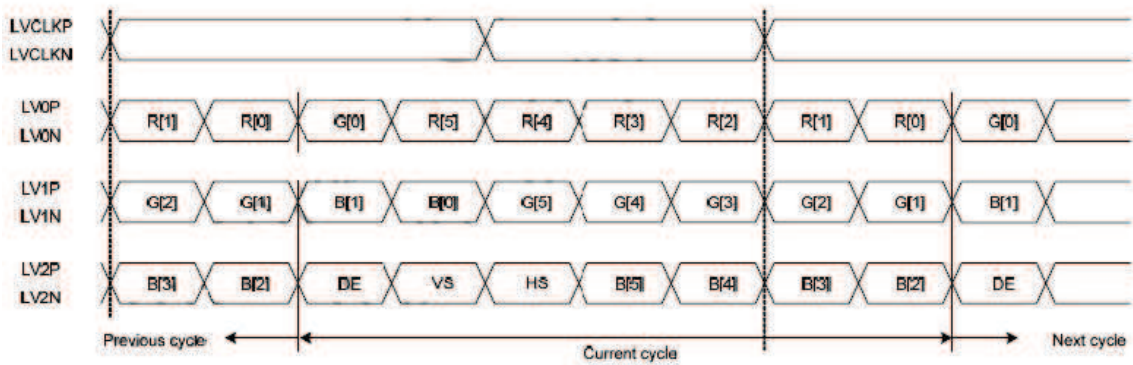 LVCLKP
LVCLKN
LV0P
LV0N
R[1] R[0] G[0] R[5] R[4] R[3] R[2] R[1] R[0] G[0]
LV1P
LV1N
G[2] G[1] B[1] B[0] G[5] G[4] G[3] G[2] G[1] B[1]
LV2P
LV2N
B[3] B[2] DE VS HS B[5] B[4] B[3] B[2] DE
Previous cycle Current cycle Next cycle